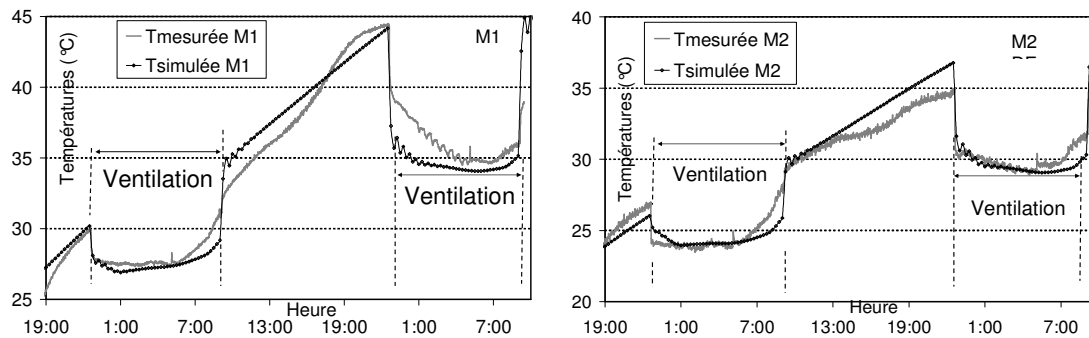 45
40
35
30
25
Températures (°C)
Tmesurée M1
Tsimulée M1
M1
Ventilation
Ventilation
Heure
19:00 1:00 7:00 13:00 19:00 1:00 7:00
40
35
30
25
20
Températures (°C)
Tmesurée M2
Tsimulée M2
M2
Ventilation
Ventilation
Heure
19:00 1:00 7:00 13:00 19:00 1:00 7:00